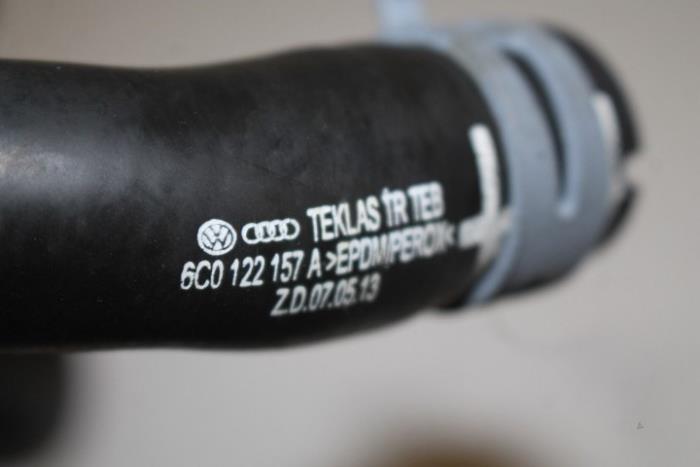 TEKLAS TR TEB
6C0 122 157 A >EPDM/PEROX<
Z.D.07.05.13